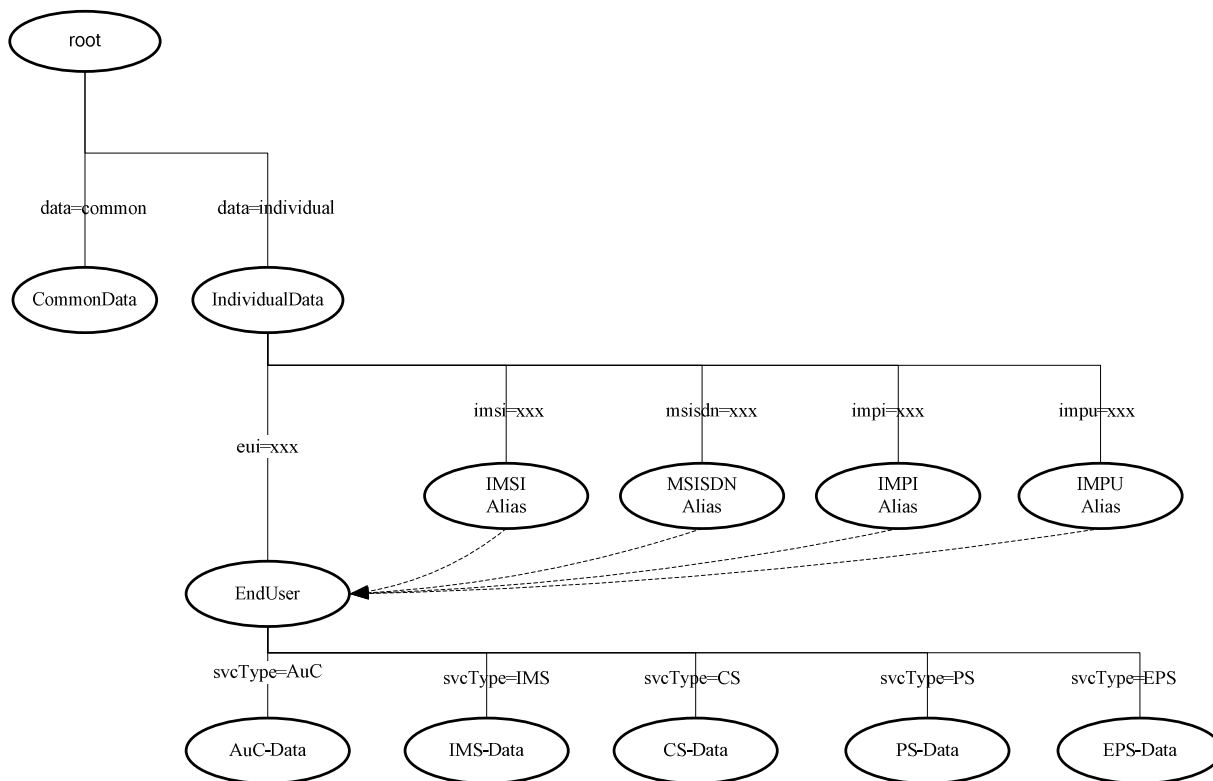 root
data=common
data=individual
CommonData
IndividualData
imsi=xxx
msisdn=xxx
impi=xxx
impu=xxx
eui=xxx
IMSI
Alias
MSISDN
Alias
IMPI
Alias
IMPU
Alias
EndUser
svcType=AuC
svcType=IMS
svcType=CS
svcType=PS
svcType=EPS
AuC-Data
IMS-Data
CS-Data
PS-Data
EPS-Data